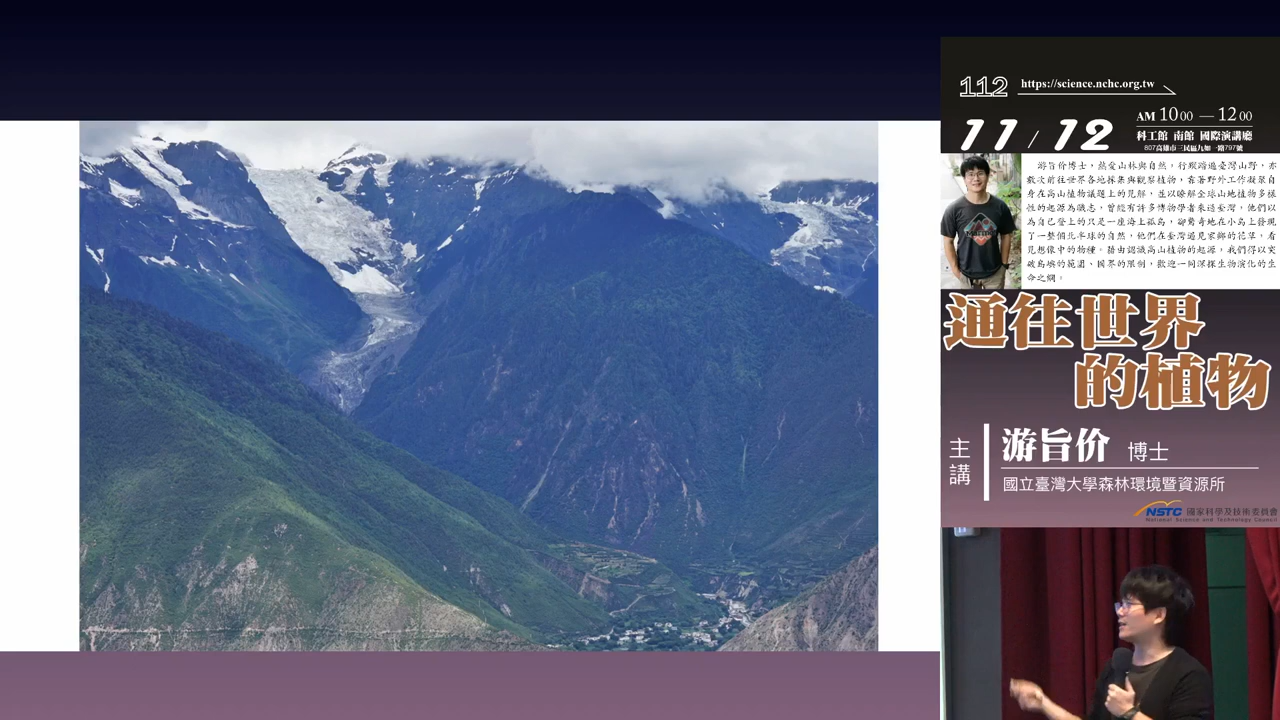 112 https://science.nchc.org.tw
11 / 12 AM 10 00 — 12 00
科工館 南館 國際演講廳
807高雄市三民區九如一路797號
游旨价博士,熱愛山林與自然,行蹤踏遍臺灣山野,亦
數次前往世界各地採集與觀察植物,靠著野外工作凝聚自
身在高山植物議題上的見解,並以瞭解全球山地植物多樣
性的起源為職志,曾經有許多博物學者來過臺灣,他們以
為自己登上的只是一座海上孤島,卻驚奇地在小島上發現
了一整個北半球的自然,他們在臺灣遇見家鄉的花草,看
見想像中的物種。藉由認識高山植物的起源,我們得以突
破島嶼的範圍、國界的限制,歡迎一同深探生物演化的生
命之網。
通往世界
的植物
主講
游旨价 博士
國立臺灣大學森林環境暨資源所
NSTC 國家科學及技術委員會
National Science and Technology Council